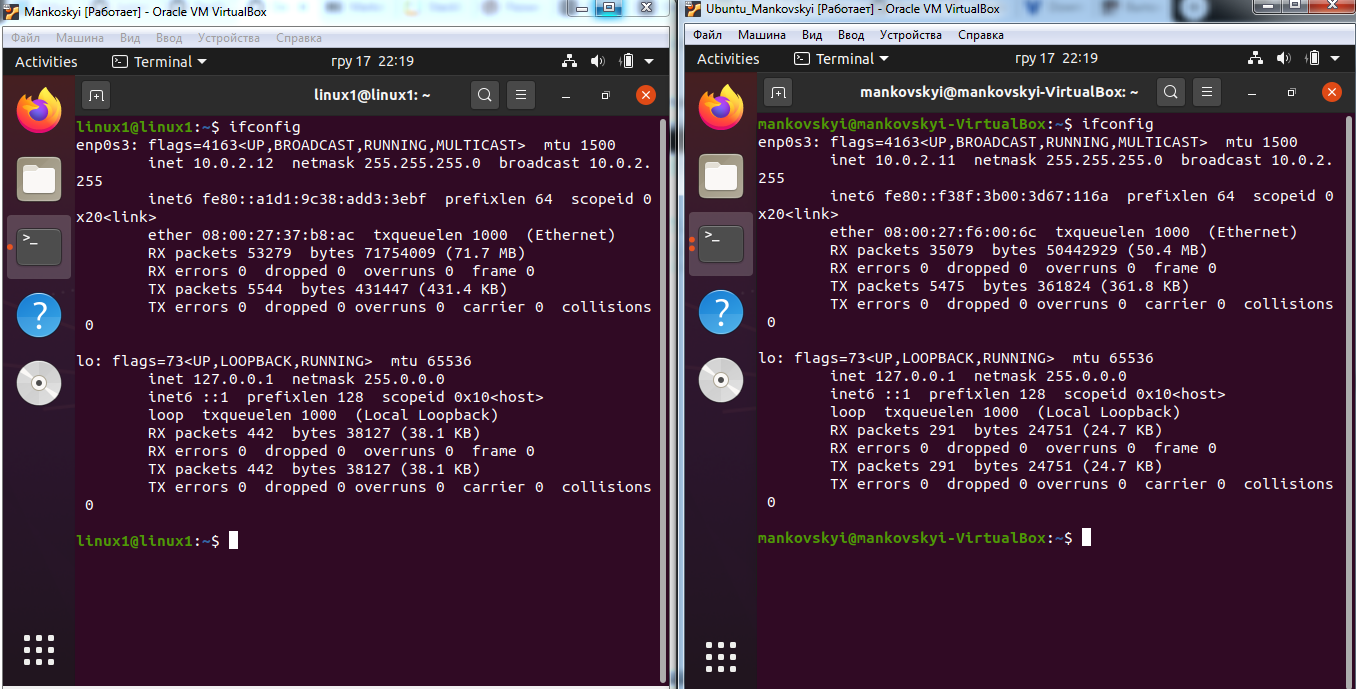 Mankoskyi [Работает] - Oracle VM VirtualBox
Файл Машина Вид Ввод Устройства Справка
Activities Terminal гру 17 22:19
linux1@linux1: ~
linux1@linux1:~$ ifconfig
enp0s3: flags=4163<UP,BROADCAST,RUNNING,MULTICAST>  mtu 1500
        inet 10.0.2.12  netmask 255.255.255.0  broadcast 10.0.2.
255
        inet6 fe80::a1d1:9c38:add3:3ebf  prefixlen 64  scopeid 0
x20<link>
        ether 08:00:27:37:b8:ac  txqueuelen 1000  (Ethernet)
        RX packets 53279  bytes 71754009 (71.7 MB)
        RX errors 0  dropped 0  overruns 0  frame 0
        TX packets 5544  bytes 431447 (431.4 KB)
        TX errors 0  dropped 0 overruns 0  carrier 0  collisions
 0
lo: flags=73<UP,LOOPBACK,RUNNING>  mtu 65536
        inet 127.0.0.1  netmask 255.0.0.0
        inet6 ::1  prefixlen 128  scopeid 0x10<host>
        loop  txqueuelen 1000  (Local Loopback)
        RX packets 442  bytes 38127 (38.1 KB)
        RX errors 0  dropped 0  overruns 0  frame 0
        TX packets 442  bytes 38127 (38.1 KB)
        TX errors 0  dropped 0 overruns 0  carrier 0  collisions
 0
linux1@linux1:~$
Ubuntu_Mankovskyi [Работает] - Oracle VM VirtualBox
Файл Машина Вид Ввод Устройства Справка
Activities Terminal гру 17 22:19
mankovskyi@mankovskyi-VirtualBox: ~
mankovskyi@mankovskyi-VirtualBox:~$ ifconfig
enp0s3: flags=4163<UP,BROADCAST,RUNNING,MULTICAST>  mtu 1500
        inet 10.0.2.11  netmask 255.255.255.0  broadcast 10.0.2.
255
        inet6 fe80::f38f:3b00:3d67:116a  prefixlen 64  scopeid 0
x20<link>
        ether 08:00:27:f6:00:6c  txqueuelen 1000  (Ethernet)
        RX packets 35079  bytes 50442929 (50.4 MB)
        RX errors 0  dropped 0  overruns 0  frame 0
        TX packets 5475  bytes 361824 (361.8 KB)
        TX errors 0  dropped 0 overruns 0  carrier 0  collisions
 0
lo: flags=73<UP,LOOPBACK,RUNNING>  mtu 65536
        inet 127.0.0.1  netmask 255.0.0.0
        inet6 ::1  prefixlen 128  scopeid 0x10<host>
        loop  txqueuelen 1000  (Local Loopback)
        RX packets 291  bytes 24751 (24.7 KB)
        RX errors 0  dropped 0  overruns 0  frame 0
        TX packets 291  bytes 24751 (24.7 KB)
        TX errors 0  dropped 0 overruns 0  carrier 0  collisions
 0
mankovskyi@mankovskyi-VirtualBox:~$